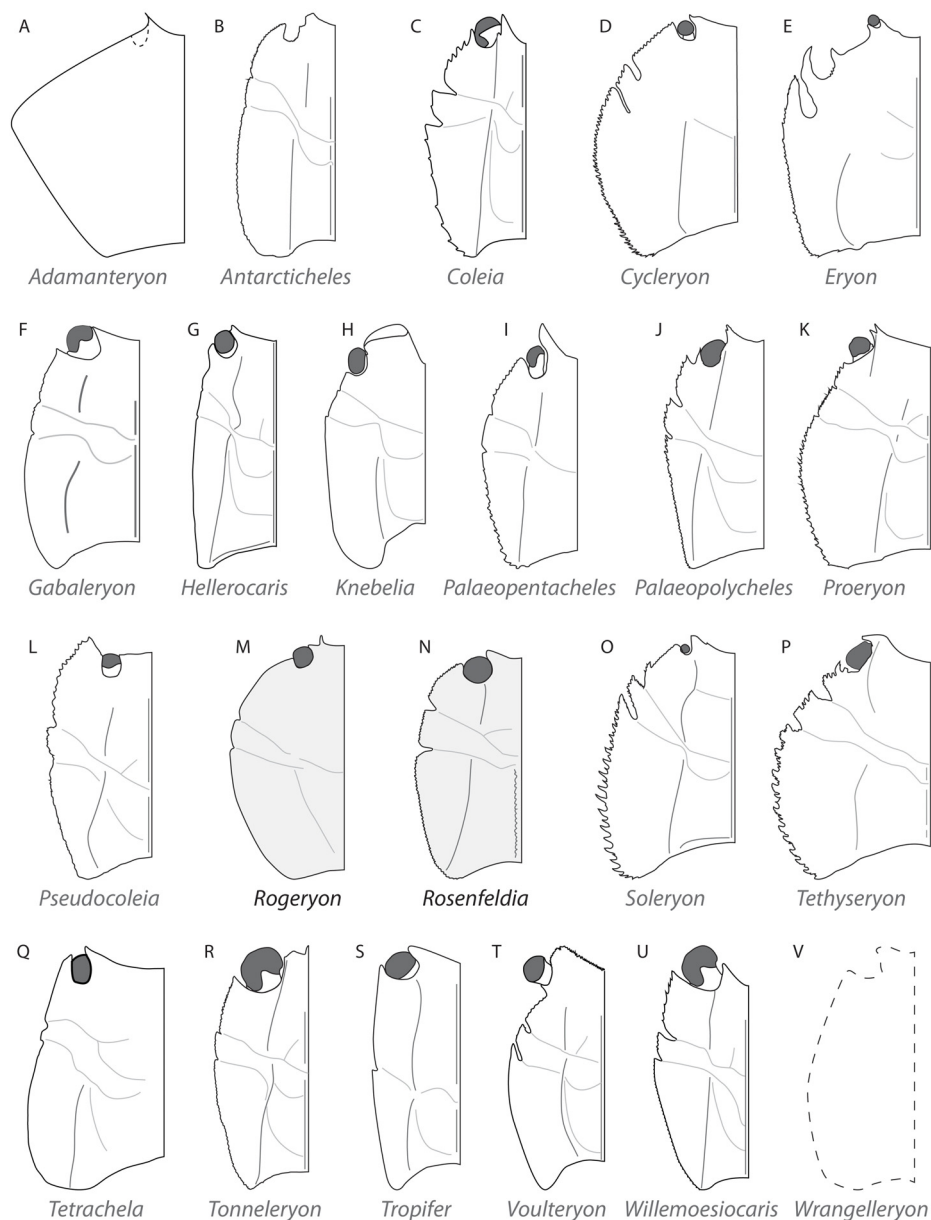 A B C D E
Adamanteryon Antarcticheles Coleia Cycleryon Eryon
F G H I J K
Gabaleryon Hellerocaris Knebelia Palaeopentacheles Palaeopolycheles Proeryon
L M N O P
Pseudocoleia Rogeryon Rosenfeldia Soleryon Tethyseryon
Q R S T U V
Tetrachela Tonneleryon Tropifer Voulteryon Willemoesiocaris Wrangelleryon